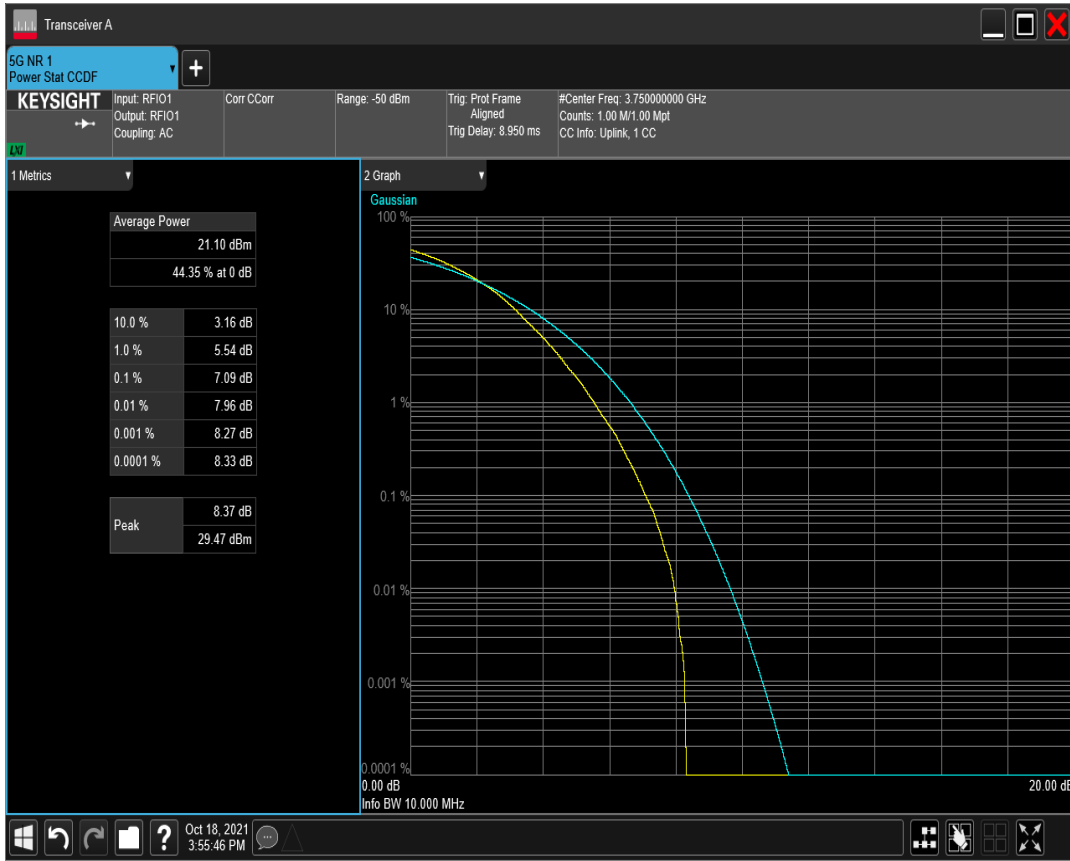 Transceiver A
5G NR 1
Power Stat CCDF
KEYSIGHT
LXI
Input: RFIO1
Output: RFIO1
Coupling: AC
Corr CCorr
Range: -50 dBm
Trig: Prot Frame
Aligned
Trig Delay: 8.950 ms
#Center Freq: 3.750000000 GHz
Counts: 1.00 M/1.00 Mpt
CC Info: Uplink, 1 CC
1 Metrics
Average Power
21.10 dBm
44.35 % at 0 dB
10.0 % 3.16 dB
1.0 % 5.54 dB
0.1 % 7.09 dB
0.01 % 7.96 dB
0.001 % 8.27 dB
0.0001 % 8.33 dB
Peak
8.37 dB
29.47 dBm
2 Graph
Gaussian
100 %
10 %
1 %
0.1 %
0.01 %
0.001 %
0.0001 %
0.00 dB 20.00 dB
Info BW 10.000 MHz
Oct 18, 2021
3:55:46 PM